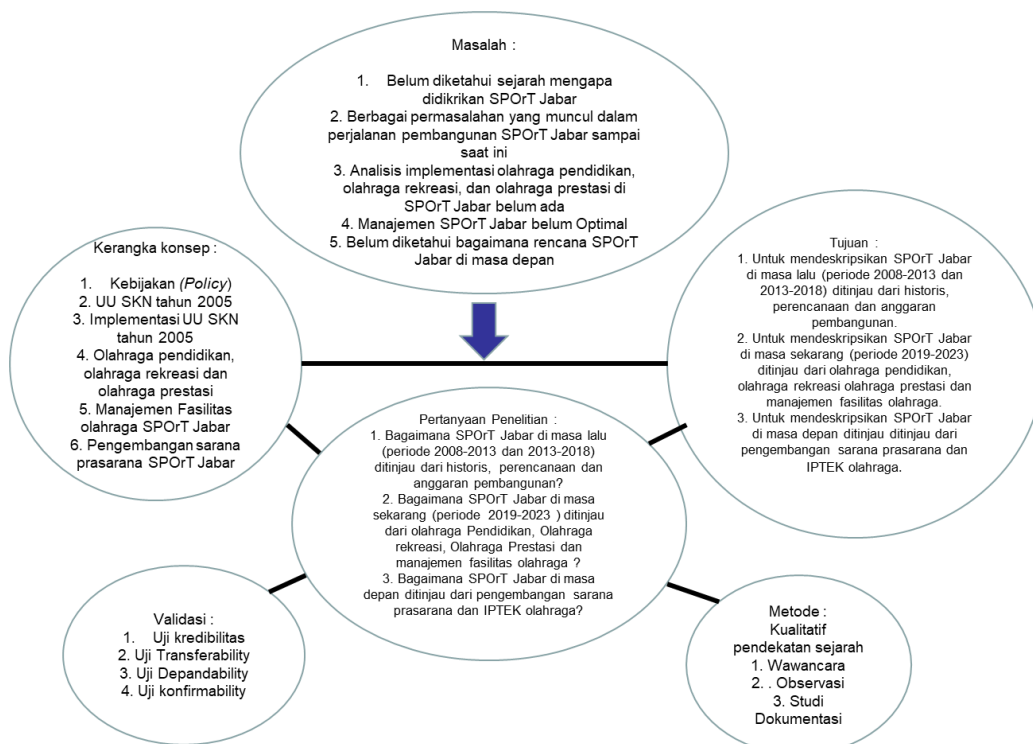 Masalah :
1. Belum diketahui sejarah mengapa
didikrikan SPOrT Jabar
2. Berbagai permasalahan yang muncul dalam
perjalanan pembangunan SPOrT Jabar sampai
saat ini
3. Analisis implementasi olahraga pendidikan,
olahraga rekreasi, dan olahraga prestasi di
SPOrT Jabar belum ada
4. Manajemen SPOrT Jabar belum Optimal
5. Belum diketahui bagaimana rencana SPOrT
Jabar di masa depan
Kerangka konsep :
1. Kebijakan (Policy)
2. UU SKN tahun 2005
3. Implementasi UU SKN
tahun 2005
4. Olahraga pendidikan,
olahraga rekreasi dan
olahraga prestasi
5. Manajemen Fasilitas
olahraga SPOrT Jabar
6. Pengembangan sarana
prasarana SPOrT Jabar
Tujuan :
1. Untuk mendeskripsikan SPOrT Jabar
di masa lalu (periode 2008-2013 dan
2013-2018) ditinjau dari historis,
perencanaan dan anggaran
pembangunan.
2. Untuk mendeskripsikan SPOrT Jabar
di masa sekarang (periode 2019-2023)
ditinjau dari olahraga pendidikan,
olahraga rekreasi olahraga prestasi dan
manajemen fasilitas olahraga.
3. Untuk mendeskripsikan SPOrT Jabar
di masa depan ditinjau ditinjau dari
pengembangan sarana prasarana dan
IPTEK olahraga.
Pertanyaan Penelitian :
1. Bagaimana SPOrT Jabar di masa lalu
(periode 2008-2013 dan 2013-2018)
ditinjau dari historis, perencanaan dan
anggaran pembangunan?
2. Bagaimana SPOrT Jabar di masa
sekarang (periode 2019-2023 ) ditinjau
dari olahraga Pendidikan, Olahraga
rekreasi, Olahraga Prestasi dan
manajemen fasilitas olahraga ?
3. Bagaimana SPOrT Jabar di masa
depan ditinjau dari pengembangan sarana
prasarana dan IPTEK olahraga?
Validasi :
1. Uji kredibilitas
2. Uji Transferability
3. Uji Depandability
4. Uji konfirmability
Metode :
Kualitatif
pendekatan sejarah
1. Wawancara
2. . Observasi
3. Studi
Dokumentasi